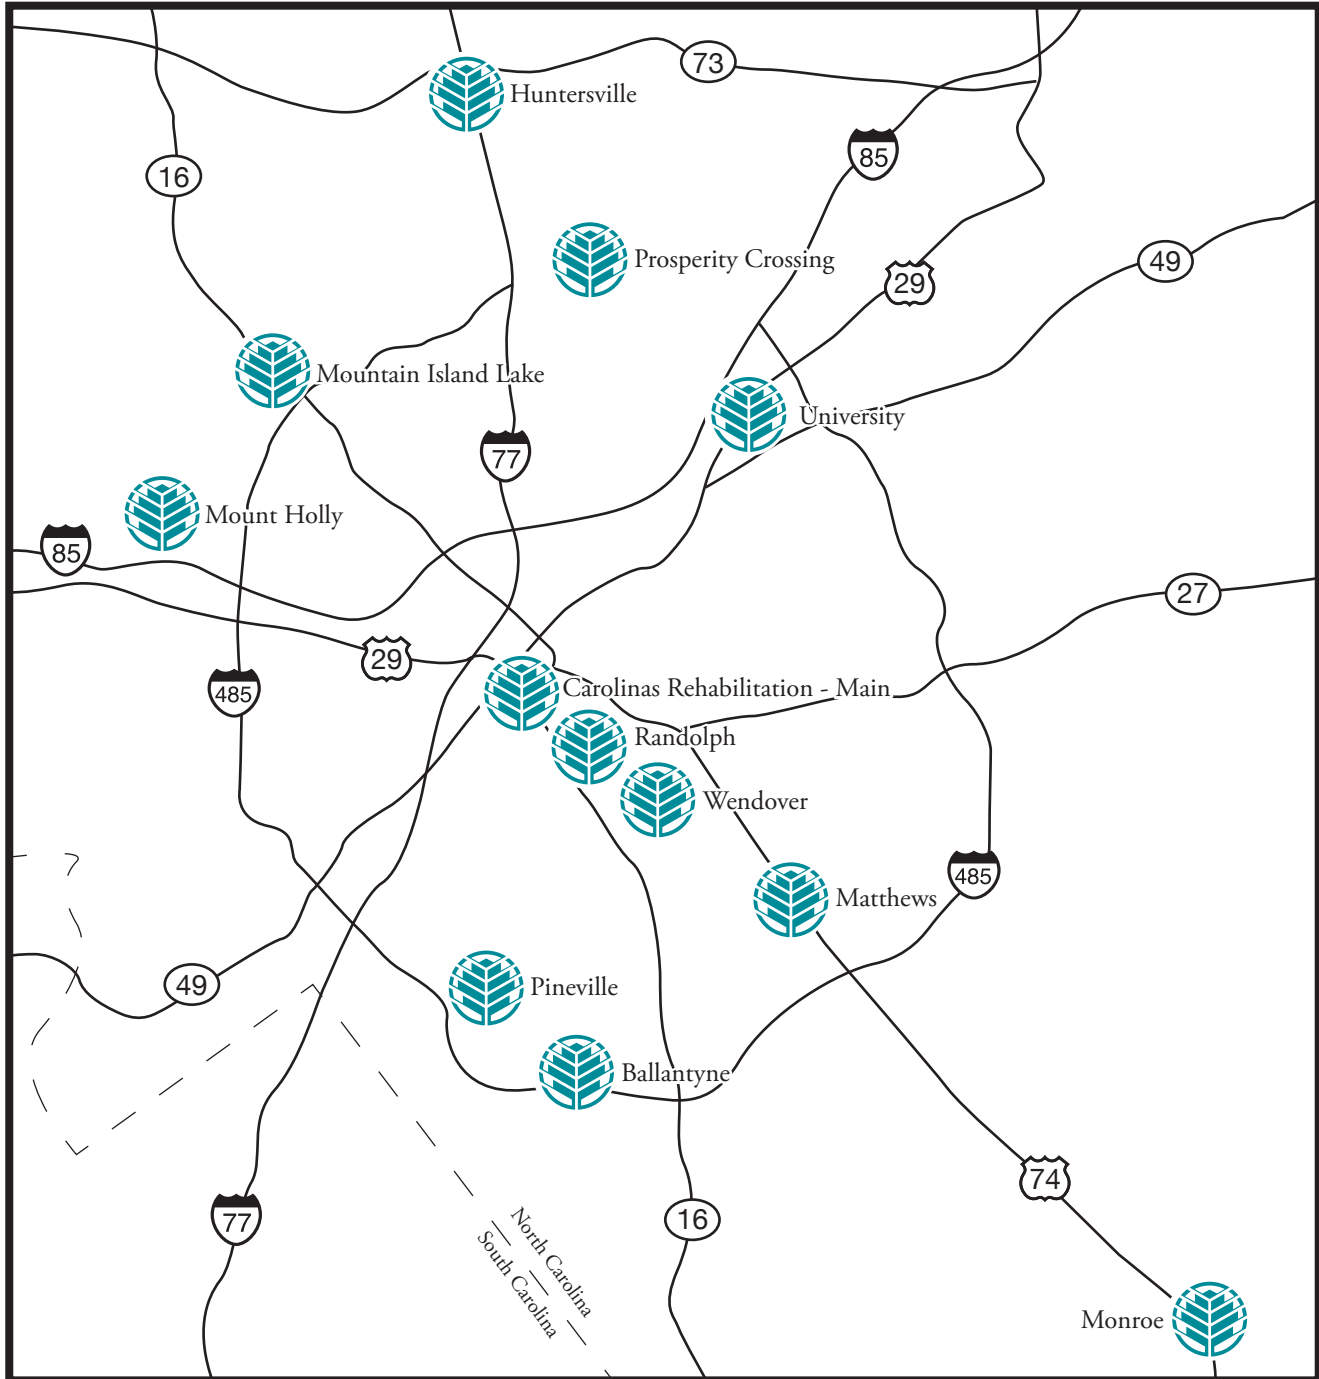 73
Huntersville
85
16
Prosperity Crossing
49
29
Mountain Island Lake
University
77
Mount Holly
85
27
29
Carolinas Rehabilitation - Main
485
Randolph
Wendover
485
Matthews
49
Pineville
Ballantyne
74
77
16
North Carolina
South Carolina
Monroe